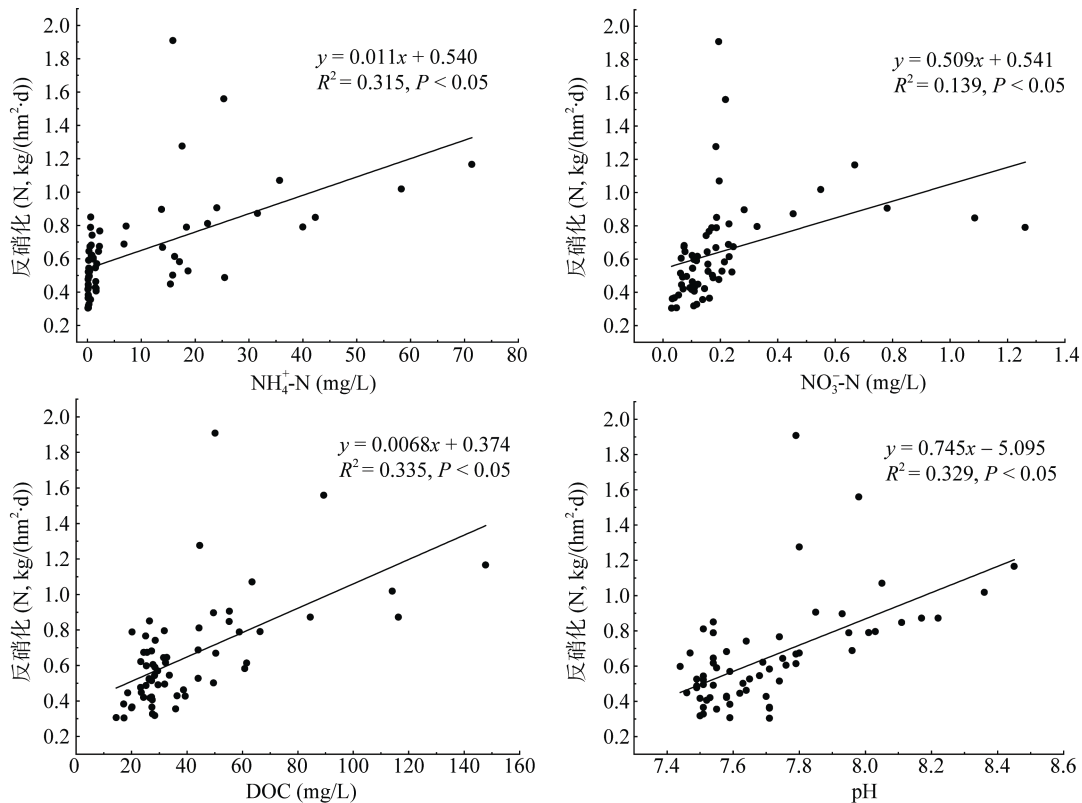 2.0
1.8
1.6
1.4
1.2
1.0
0.8
0.6
0.4
0.2
反硝化 (N, kg/(hm²·d))
y = 0.011x + 0.540
R² = 0.315, P < 0.05
0 10 20 30 40 50 60 70 80
NH₄⁺-N (mg/L)
2.0
1.8
1.6
1.4
1.2
1.0
0.8
0.6
0.4
0.2
反硝化 (N, kg/(hm²·d))
y = 0.509x + 0.541
R² = 0.139, P < 0.05
0.0 0.2 0.4 0.6 0.8 1.0 1.2 1.4
NO₃⁻-N (mg/L)
2.0
1.8
1.6
1.4
1.2
1.0
0.8
0.6
0.4
0.2
反硝化 (N, kg/(hm²·d))
y = 0.0068x + 0.374
R² = 0.335, P < 0.05
0 20 40 60 80 100 120 140 160
DOC (mg/L)
2.0
1.8
1.6
1.4
1.2
1.0
0.8
0.6
0.4
0.2
反硝化 (N, kg/(hm²·d))
y = 0.745x − 5.095
R² = 0.329, P < 0.05
7.4 7.6 7.8 8.0 8.2 8.4 8.6
pH